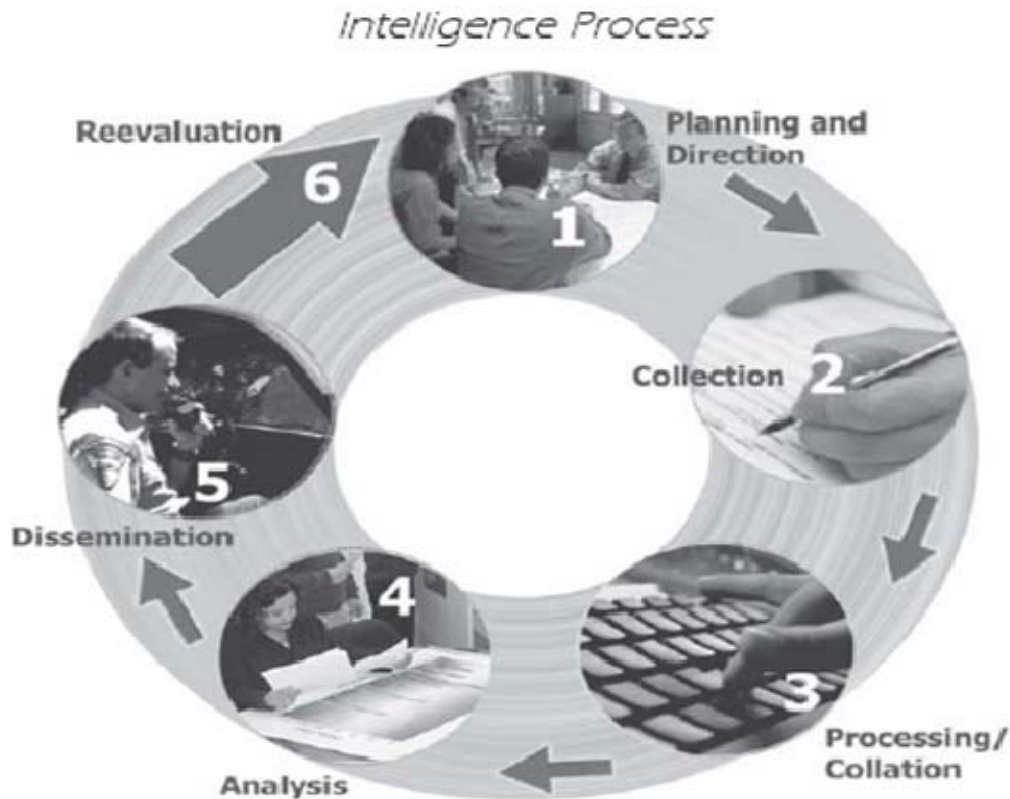 Intelligence Process
Planning and
Direction
1
Collection
2
3
Processing/
Collation
4
Analysis
5
Dissemination
Reevaluation
6